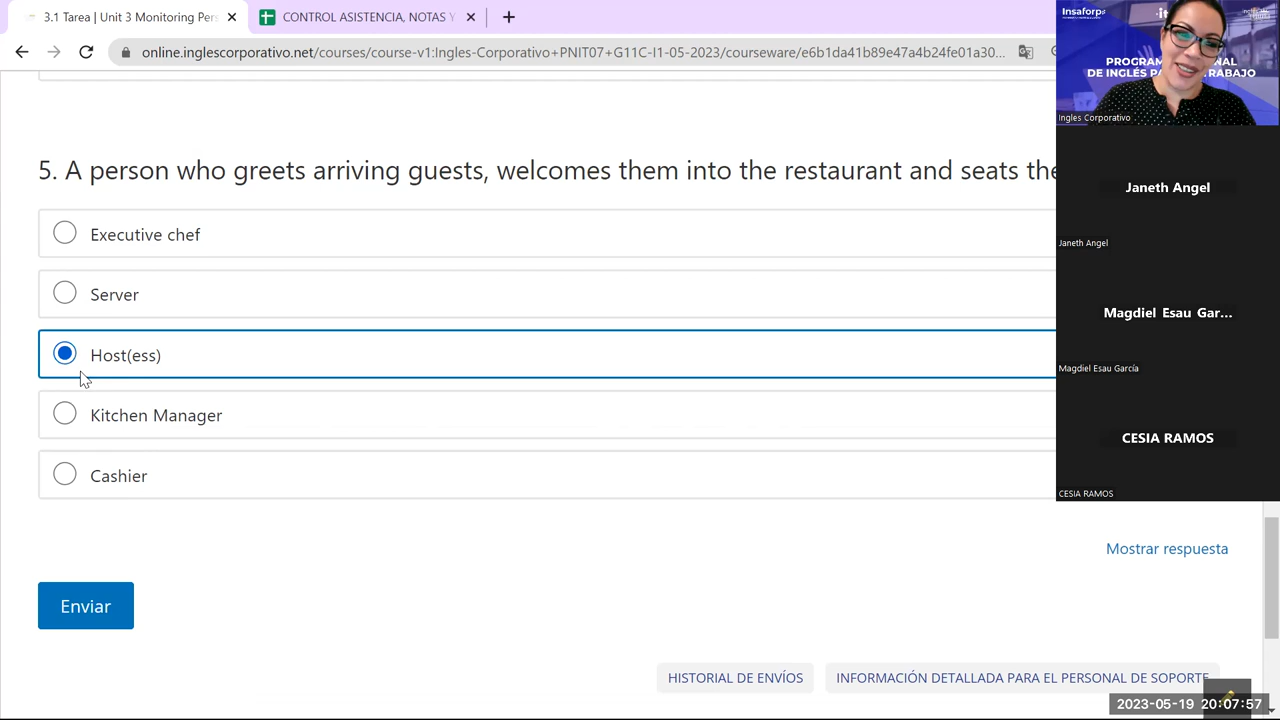 3.1 Tarea | Unit 3 Monitoring Per
CONTROL ASISTENCIA Y NOTAS V
online.inglescorporativo.net/courses/course-v1:Ingles-Corporativo+PNIT07+G11C-I1-05-2023/courseware/e6b1da41b89e47a4b24fe01a30...
5. A person who greets arriving guests, welcomes them into the restaurant and seats the
Executive chef
Server
Host(ess)
Kitchen Manager
Cashier
Mostrar respuesta
Enviar
HISTORIAL DE ENVÍOS
INFORMACIÓN DETALLADA PARA EL PERSONAL DE SOPORTE
Insaforp
DE INGLÉS
Ingles Corporativo
Janeth Angel
Janeth Angel
Magdiel Esau Gar...
Magdiel Esau García
CESIA RAMOS
CESIA RAMOS
2023-05-19 20:07:57